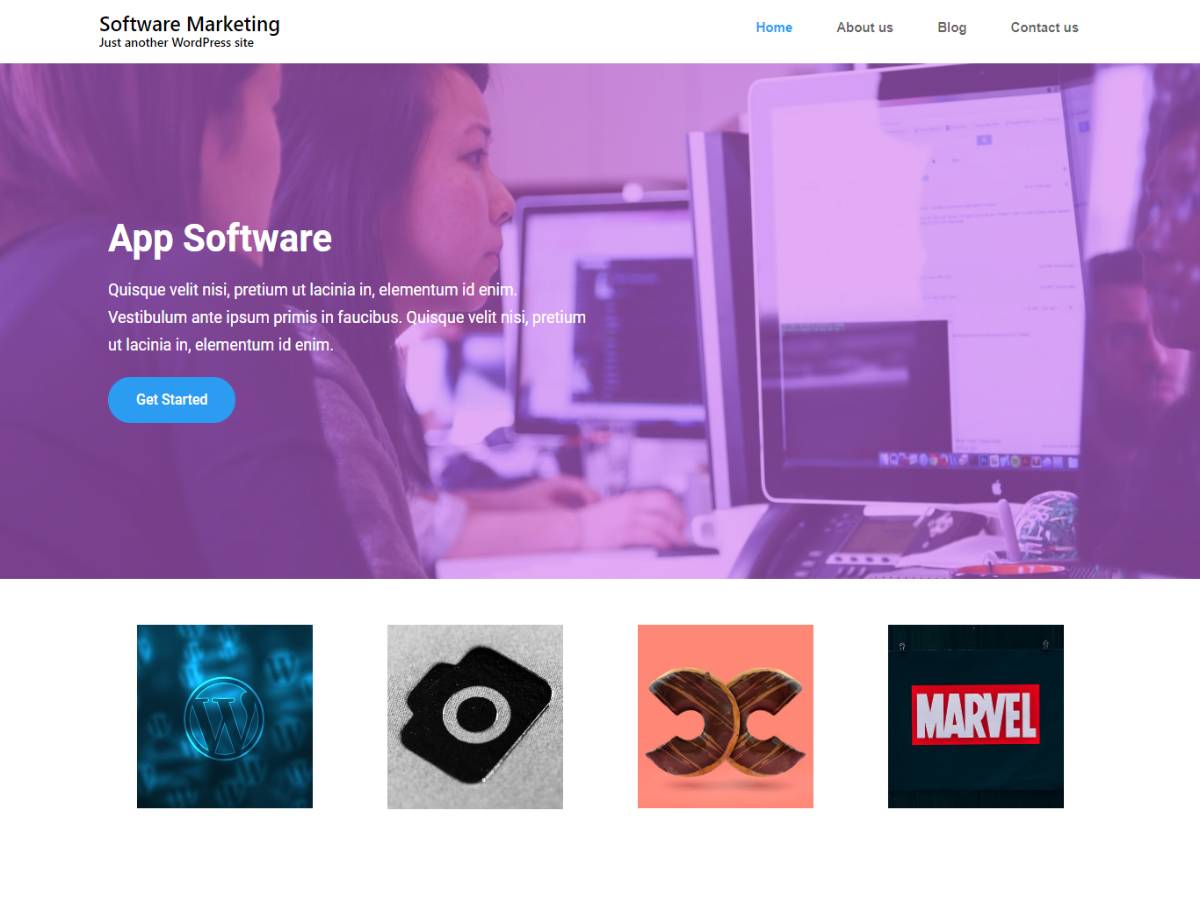 Software Marketing
Just another WordPress site
Home
About us
Blog
Contact us
App Software
Quisque velit nisi, pretium ut lacinia in, elementum id enim.
Vestibulum ante ipsum primis in faucibus. Quisque velit nisi, pretium
ut lacinia in, elementum id enim.
Get Started
MARVEL